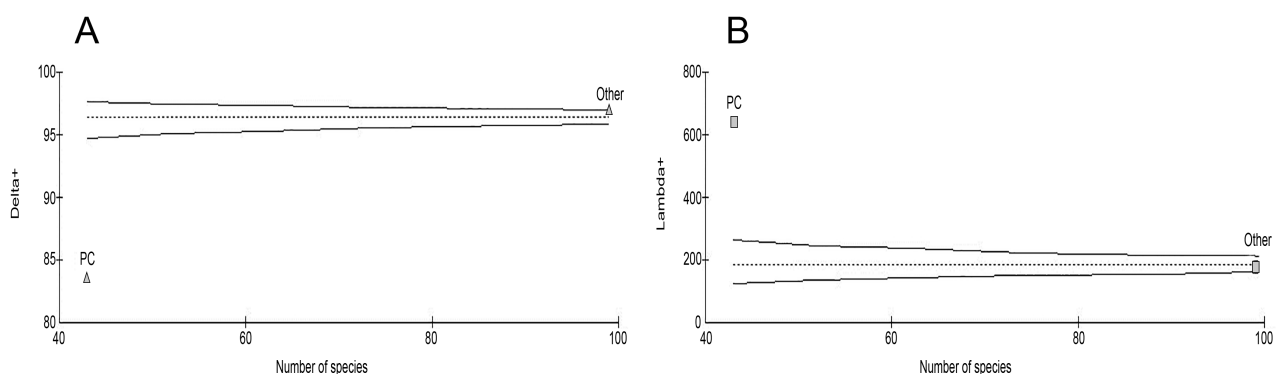 A
100
95
90
85
80
Delta+
Other
PC
40
60
80
100
Number of species
B
800
600
400
200
0
Lambda+
PC
Other
40
60
80
100
Number of species